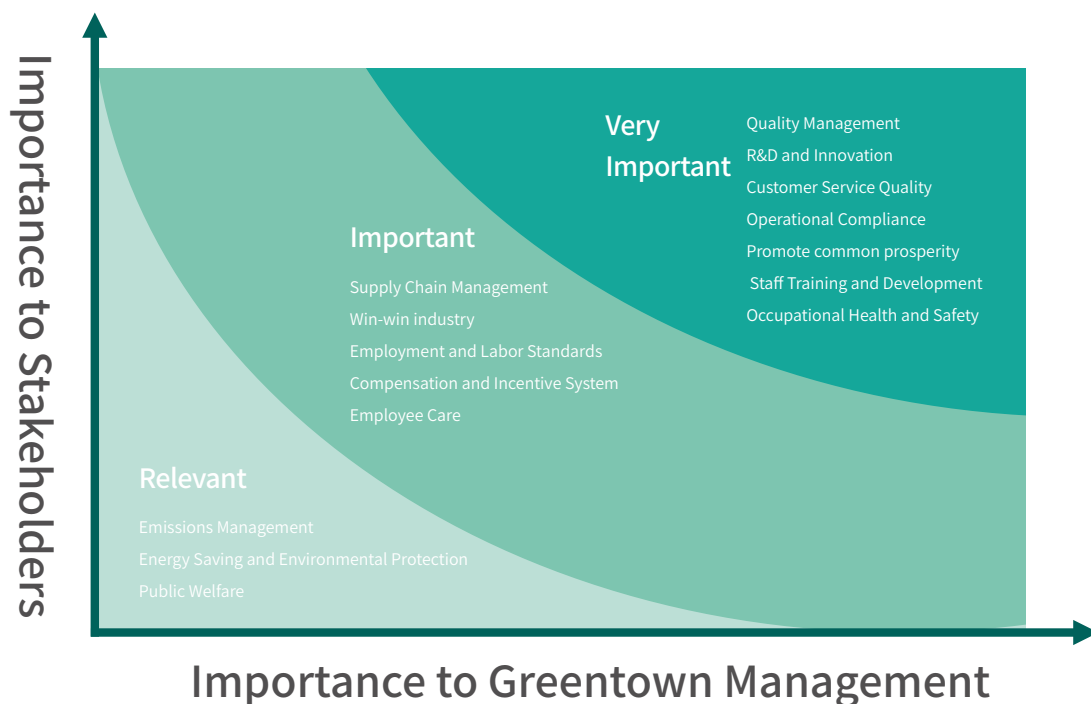 Importance to Stakeholders
Very
Important
Quality Management
R&D and Innovation
Customer Service Quality
Operational Compliance
Promote common prosperity
Staff Training and Development
Occupational Health and Safety
Important
Supply Chain Management
Win-win industry
Employment and Labor Standards
Compensation and Incentive System
Employee Care
Relevant
Emissions Management
Energy Saving and Environmental Protection
Public Welfare
Importance to Greentown Management